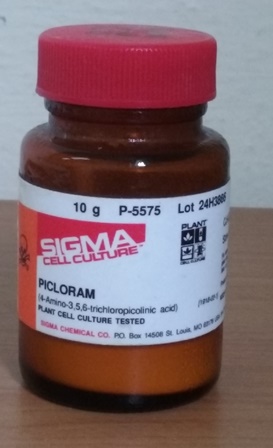 10 g P-5575 Lot 24H3866
PLANT
SIGMA
CELL CULTURE
PICLORAM
(4-Amino-3,5,6-trichloropicolinic acid)
PLANT CELL CULTURE TESTED
SIGMA CHEMICAL CO. P.O. Box 14508 St. Louis, MO